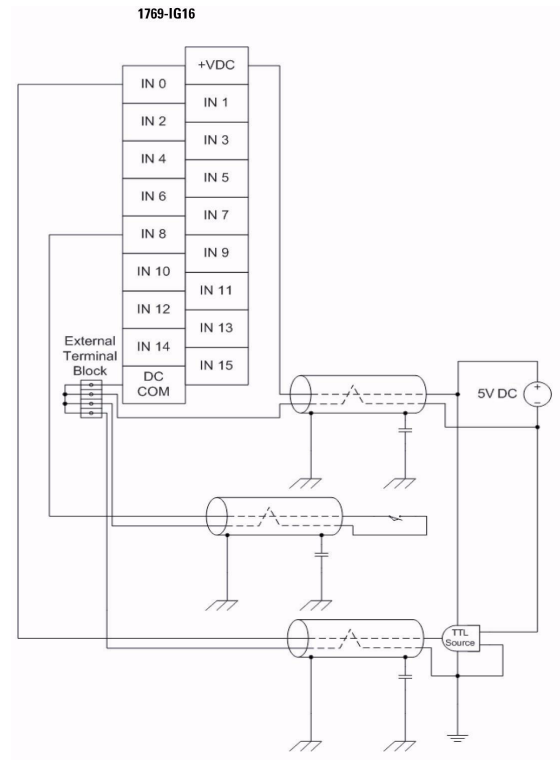 1769-IG16
+VDC
IN 0
IN 1
IN 2
IN 3
IN 4
IN 5
IN 6
IN 7
IN 8
IN 9
IN 10
IN 11
IN 12
IN 13
IN 14
IN 15
DC
COM
External
Terminal
Block
5V DC
+
−
TTL
Source